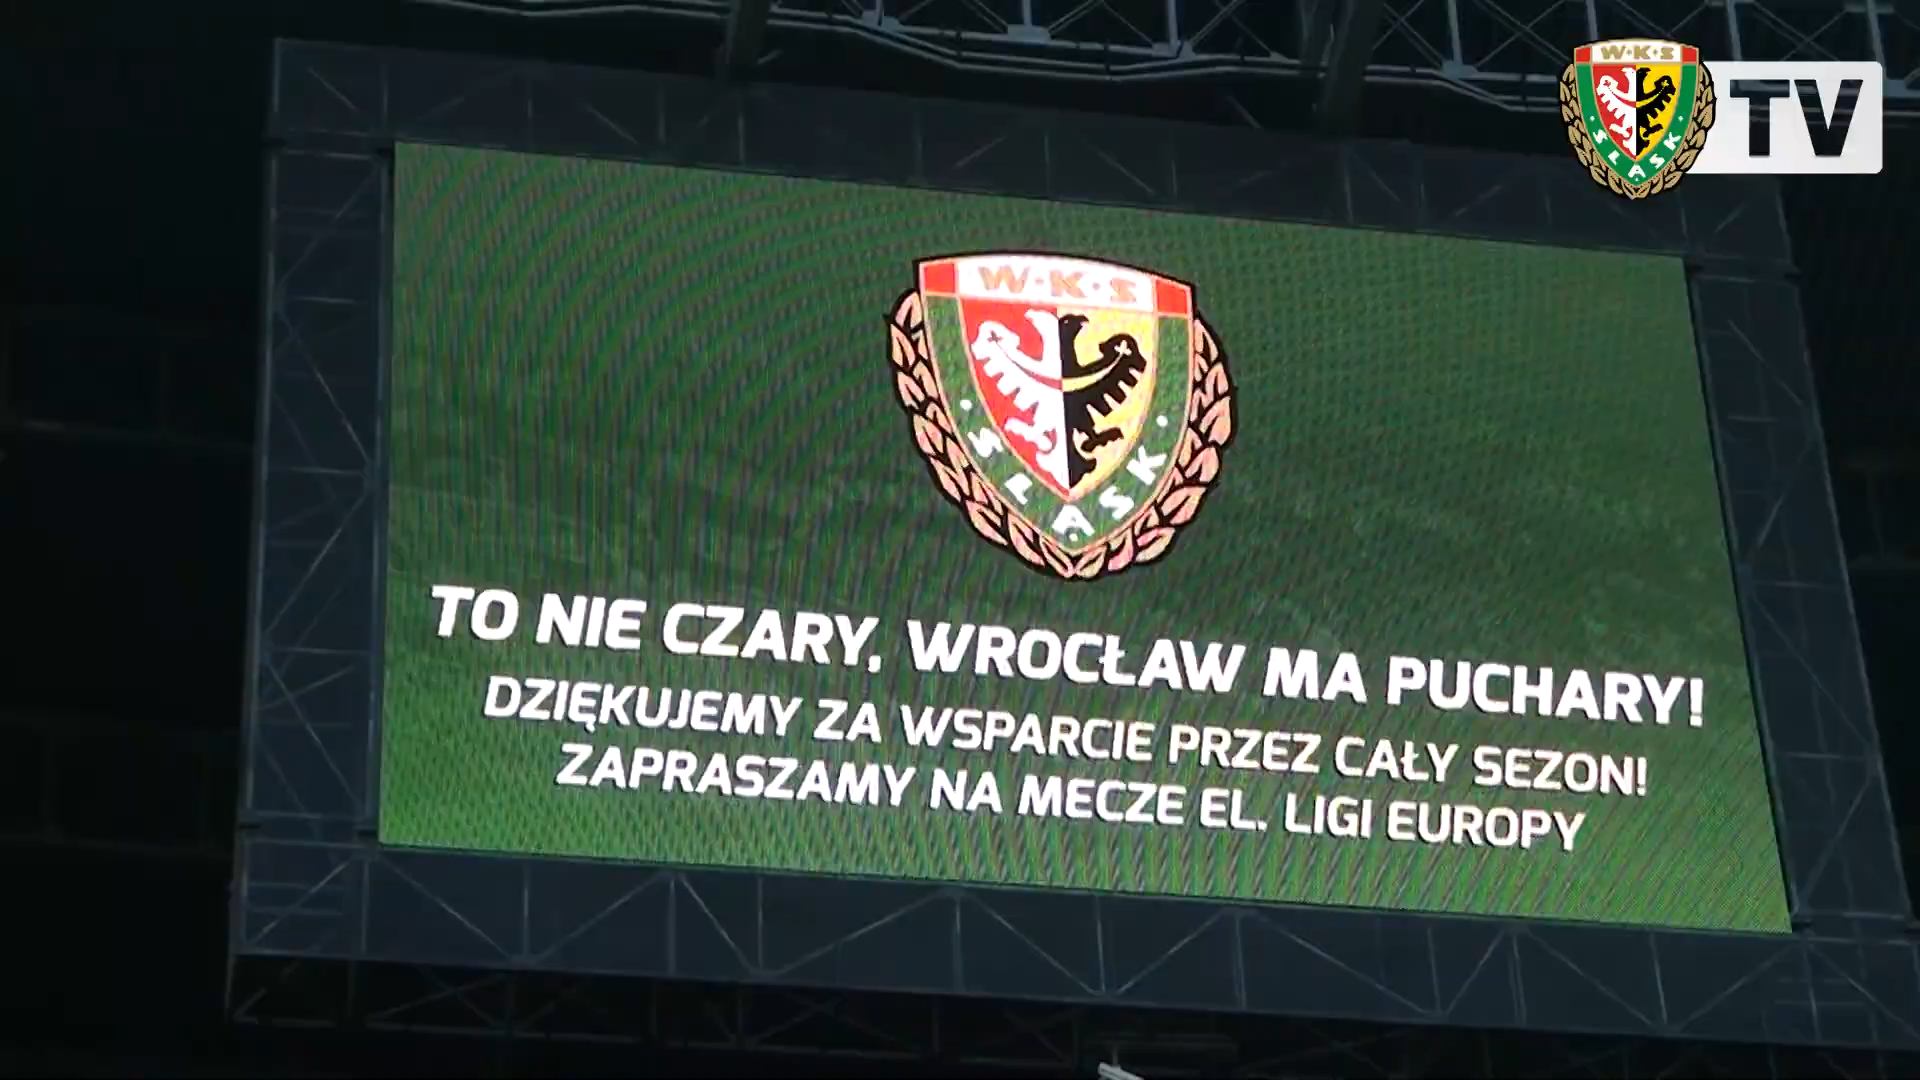 W·K·S
ŚLĄSK
TV
W·K·S
ŚLĄSK
TO NIE CZARY, WROCŁAW MA PUCHARY!
DZIĘKUJEMY ZA WSPARCIE PRZEZ CAŁY SEZON!
ZAPRASZAMY NA MECZE EL. LIGI EUROPY